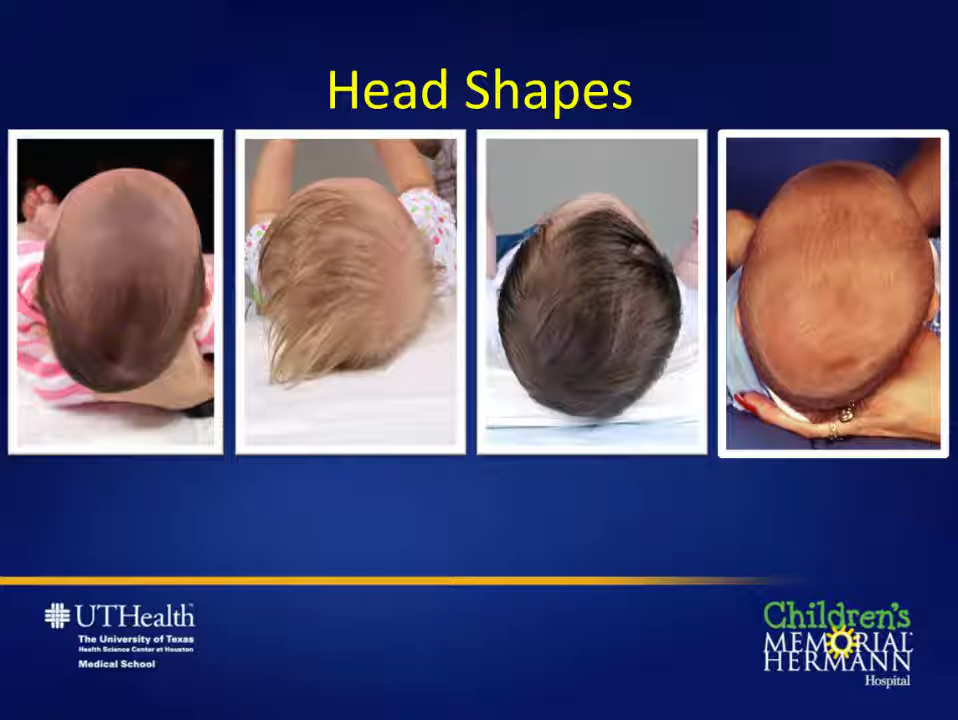 Head Shapes
UTHealth
The University of Texas
Health Science Center at Houston
Medical School
Children's
MEMORIAL
HERMANN
Hospital